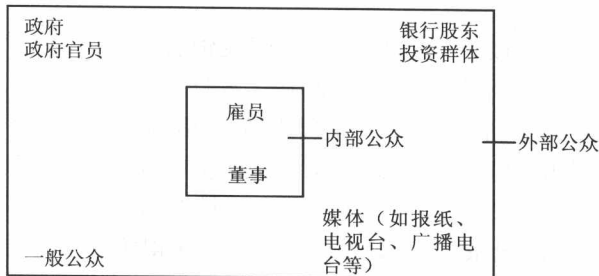 政府
政府官员
银行股东
投资群体
雇员
内部公众
外部公众
董事
媒体（如报纸、
电视台、广播电
台等）
一般公众